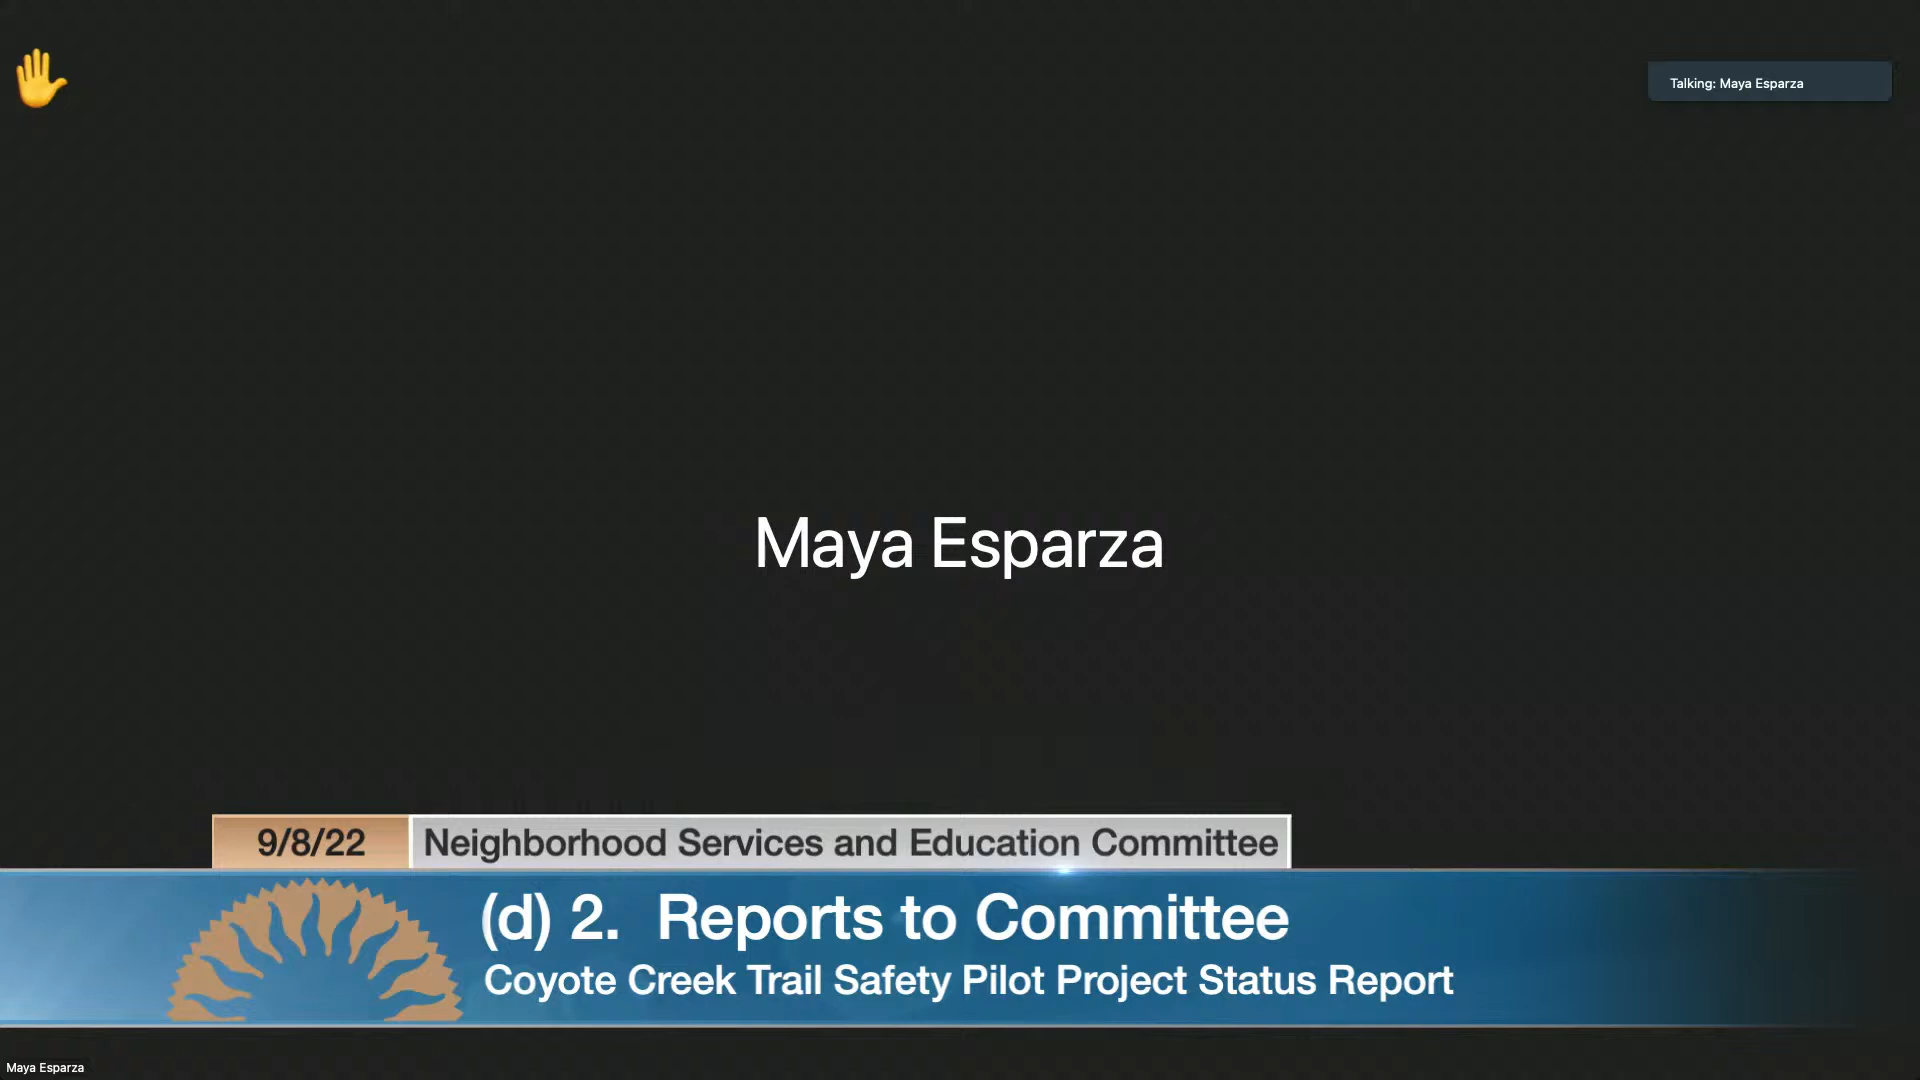 Talking: Maya Esparza
Maya Esparza
9/8/22 Neighborhood Services and Education Committee
(d) 2. Reports to Committee
Coyote Creek Trail Safety Pilot Project Status Report
Maya Esparza